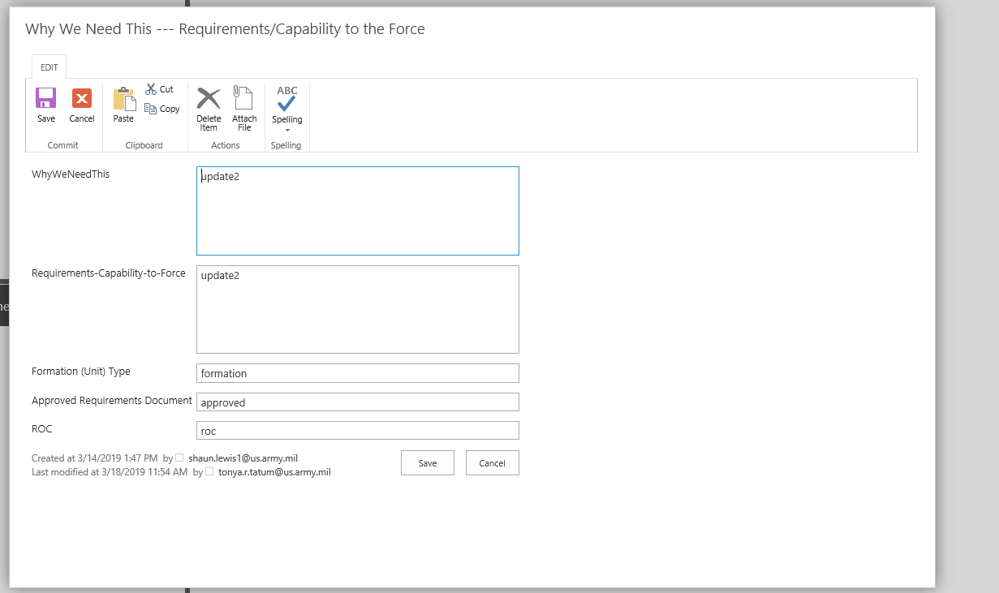 Why We Need This --- Requirements/Capability to the Force
EDIT
Save
Cancel
Paste
Cut
Copy
Delete Item
Attach File
ABC
Spelling
Commit
Clipboard
Actions
Spelling
WhyWeNeedThis
update2
Requirements-Capability-to-Force
update2
Formation (Unit) Type
formation
Approved Requirements Document
approved
ROC
roc
Created at 3/14/2019 1:47 PM by shaun.lewis1@us.army.mil
Last modified at 3/18/2019 11:54 AM by tonya.r.tatum@us.army.mil
Save
Cancel